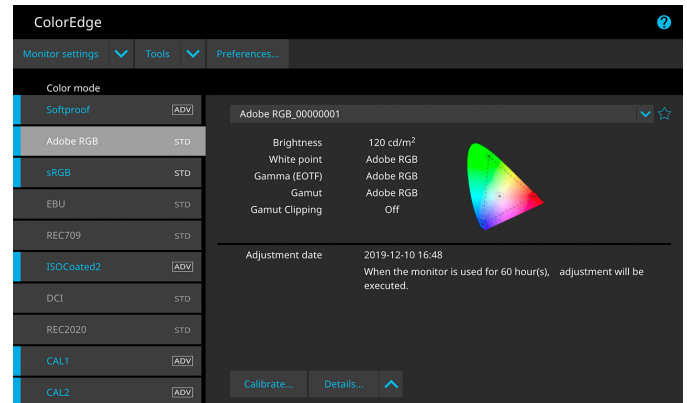 ColorEdge
?
Monitor settings Tools Preferences...
Color mode
Softproof ADV
Adobe RGB STD
sRGB STD
EBU STD
REC709 STD
ISOCoated2 ADV
DCI STD
REC2020 STD
CAL1 ADV
CAL2 ADV
Adobe RGB_00000001
Brightness 120 cd/m²
White point Adobe RGB
Gamma (EOTF) Adobe RGB
Gamut Adobe RGB
Gamut Clipping Off
Adjustment date 2019-12-10 16:48
When the monitor is used for 60 hour(s), adjustment will be
executed.
Calibrate... Details...